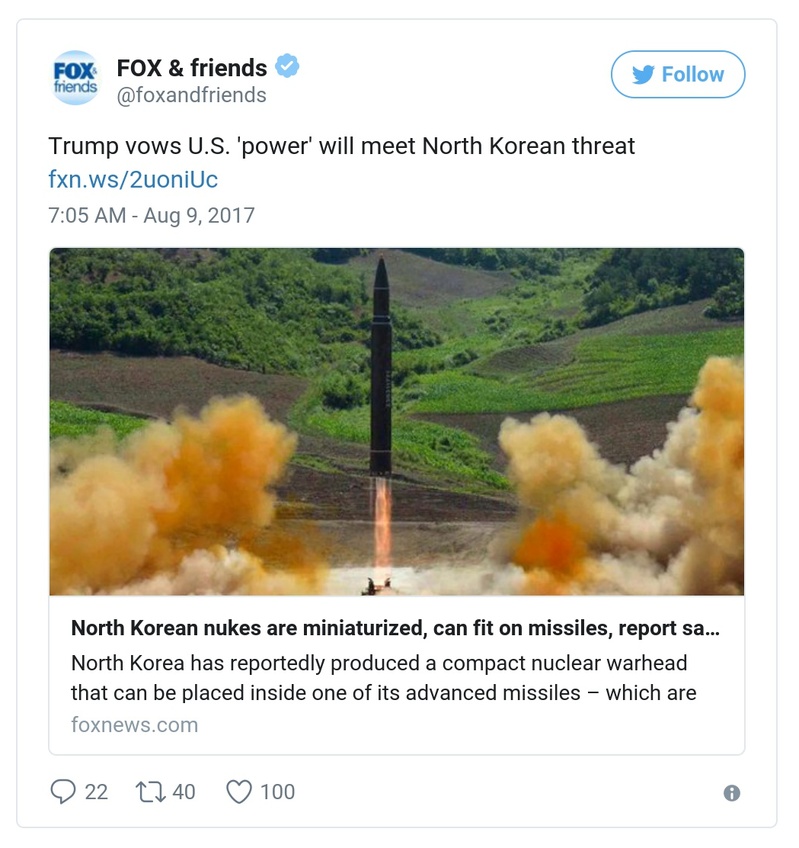 FOX&
friends
FOX & friends
@foxandfriends
Follow
Trump vows U.S. 'power' will meet North Korean threat
fxn.ws/2uoniUc
7:05 AM - Aug 9, 2017
North Korean nukes are miniaturized, can fit on missiles, report sa...
North Korea has reportedly produced a compact nuclear warhead
that can be placed inside one of its advanced missiles – which are
foxnews.com
22 40 100